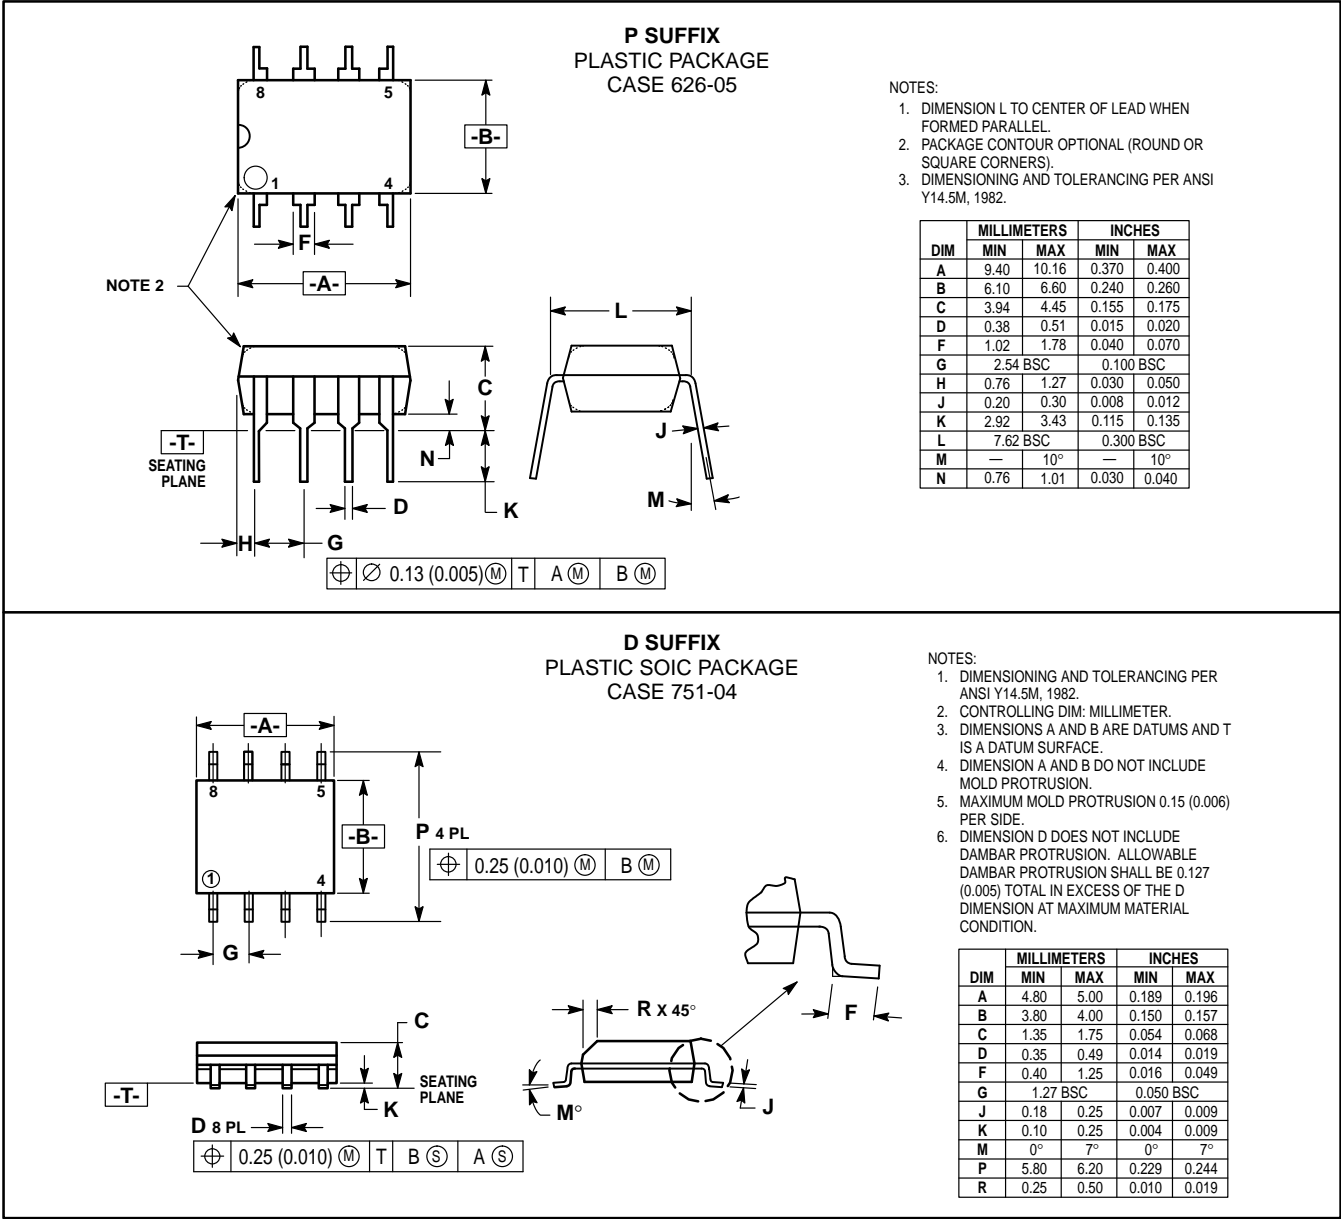 P SUFFIX
PLASTIC PACKAGE
CASE 626-05
8 5
-B-
1 4
F
NOTE 2
-A-
L
C
-T-
SEATING
PLANE
N
J
D
K
M
H G
⌖ ∅ 0.13 (0.005) Ⓜ T A Ⓜ B Ⓜ
NOTES:
1. DIMENSION L TO CENTER OF LEAD WHEN
FORMED PARALLEL.
2. PACKAGE CONTOUR OPTIONAL (ROUND OR
SQUARE CORNERS).
3. DIMENSIONING AND TOLERANCING PER ANSI
Y14.5M, 1982.
MILLIMETERS INCHES
DIM MIN MAX MIN MAX
A 9.40 10.16 0.370 0.400
B 6.10 6.60 0.240 0.260
C 3.94 4.45 0.155 0.175
D 0.38 0.51 0.015 0.020
F 1.02 1.78 0.040 0.070
G 2.54 BSC 0.100 BSC
H 0.76 1.27 0.030 0.050
J 0.20 0.30 0.008 0.012
K 2.92 3.43 0.115 0.135
L 7.62 BSC 0.300 BSC
M — 10° — 10°
N 0.76 1.01 0.030 0.040
D SUFFIX
PLASTIC SOIC PACKAGE
CASE 751-04
-A-
8 5
-B-
P 4 PL
⌖ 0.25 (0.010) Ⓜ B Ⓜ
① 4
G
F
R X 45°
C
-T-
SEATING
PLANE
K
M°
J
D 8 PL
⌖ 0.25 (0.010) Ⓜ T B Ⓢ A Ⓢ
NOTES:
1. DIMENSIONING AND TOLERANCING PER
ANSI Y14.5M, 1982.
2. CONTROLLING DIM: MILLIMETER.
3. DIMENSIONS A AND B ARE DATUMS AND T
IS A DATUM SURFACE.
4. DIMENSION A AND B DO NOT INCLUDE
MOLD PROTRUSION.
5. MAXIMUM MOLD PROTRUSION 0.15 (0.006)
PER SIDE.
6. DIMENSION D DOES NOT INCLUDE
DAMBAR PROTRUSION. ALLOWABLE
DAMBAR PROTRUSION SHALL BE 0.127
(0.005) TOTAL IN EXCESS OF THE D
DIMENSION AT MAXIMUM MATERIAL
CONDITION.
MILLIMETERS INCHES
DIM MIN MAX MIN MAX
A 4.80 5.00 0.189 0.196
B 3.80 4.00 0.150 0.157
C 1.35 1.75 0.054 0.068
D 0.35 0.49 0.014 0.019
F 0.40 1.25 0.016 0.049
G 1.27 BSC 0.050 BSC
J 0.18 0.25 0.007 0.009
K 0.10 0.25 0.004 0.009
M 0° 7° 0° 7°
P 5.80 6.20 0.229 0.244
R 0.25 0.50 0.010 0.019